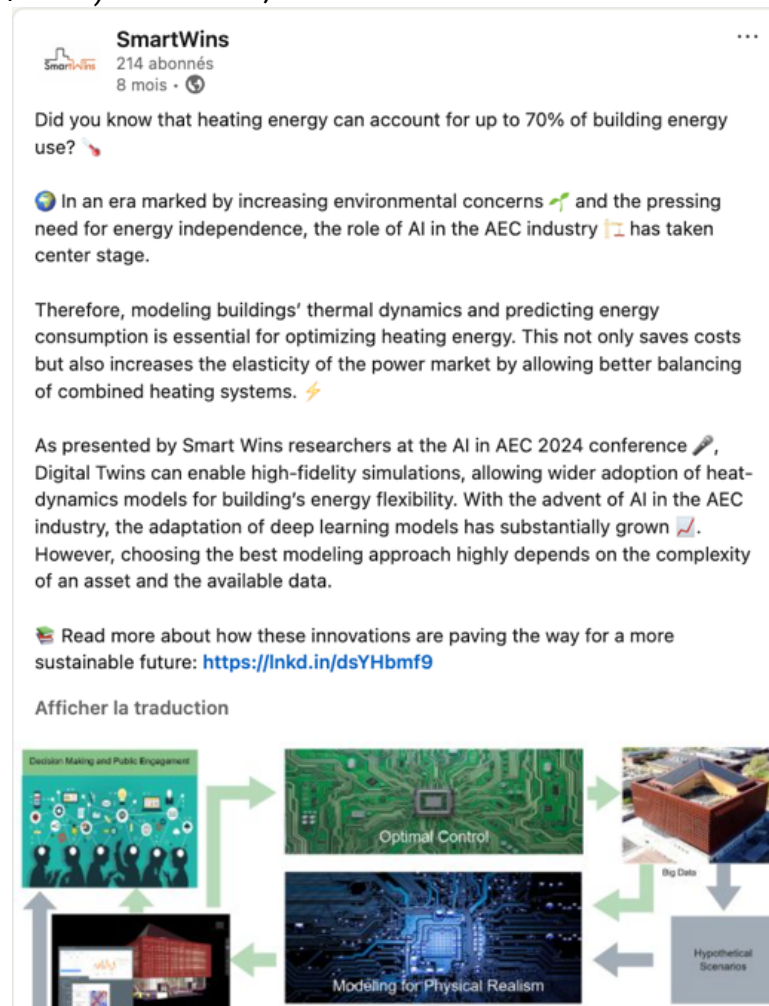 SmartWins
SmartWins
214 abonnés
8 mois •
···
Did you know that heating energy can account for up to 70% of building energy
use? 🌡️
🌍 In an era marked by increasing environmental concerns 🌱 and the pressing
need for energy independence, the role of AI in the AEC industry 🏗️ has taken
center stage.
Therefore, modeling buildings’ thermal dynamics and predicting energy
consumption is essential for optimizing heating energy. This not only saves costs
but also increases the elasticity of the power market by allowing better balancing
of combined heating systems. ⚡
As presented by Smart Wins researchers at the AI in AEC 2024 conference 🎤,
Digital Twins can enable high-fidelity simulations, allowing wider adoption of heat-
dynamics models for building’s energy flexibility. With the advent of AI in the AEC
industry, the adaptation of deep learning models has substantially grown 📈.
However, choosing the best modeling approach highly depends on the complexity
of an asset and the available data.
📚 Read more about how these innovations are paving the way for a more
sustainable future: https://lnkd.in/dsYHbmf9
Afficher la traduction
Decision Making and Public Engagement
Optimal Control
Big Data
Modeling for Physical Realism
Hypothetical
Scenarios